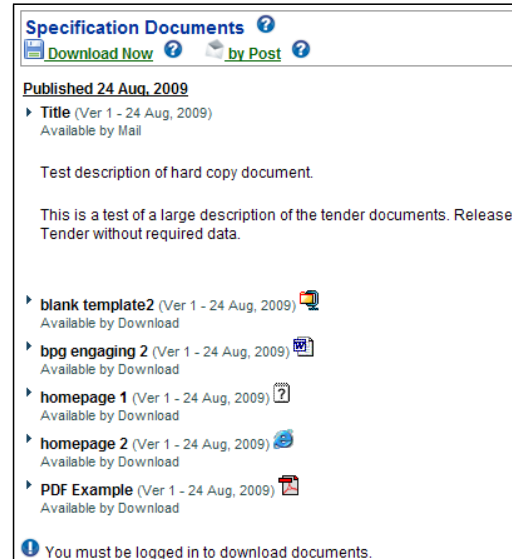 Specification Documents
Download Now by Post
Published 24 Aug, 2009
Title (Ver 1 - 24 Aug, 2009)
Available by Mail
Test description of hard copy document.
This is a test of a large description of the tender documents. Release
Tender without required data.
blank template2 (Ver 1 - 24 Aug, 2009)
Available by Download
bpg engaging 2 (Ver 1 - 24 Aug, 2009)
Available by Download
homepage 1 (Ver 1 - 24 Aug, 2009)
Available by Download
homepage 2 (Ver 1 - 24 Aug, 2009)
Available by Download
PDF Example (Ver 1 - 24 Aug, 2009)
Available by Download
You must be logged in to download documents.